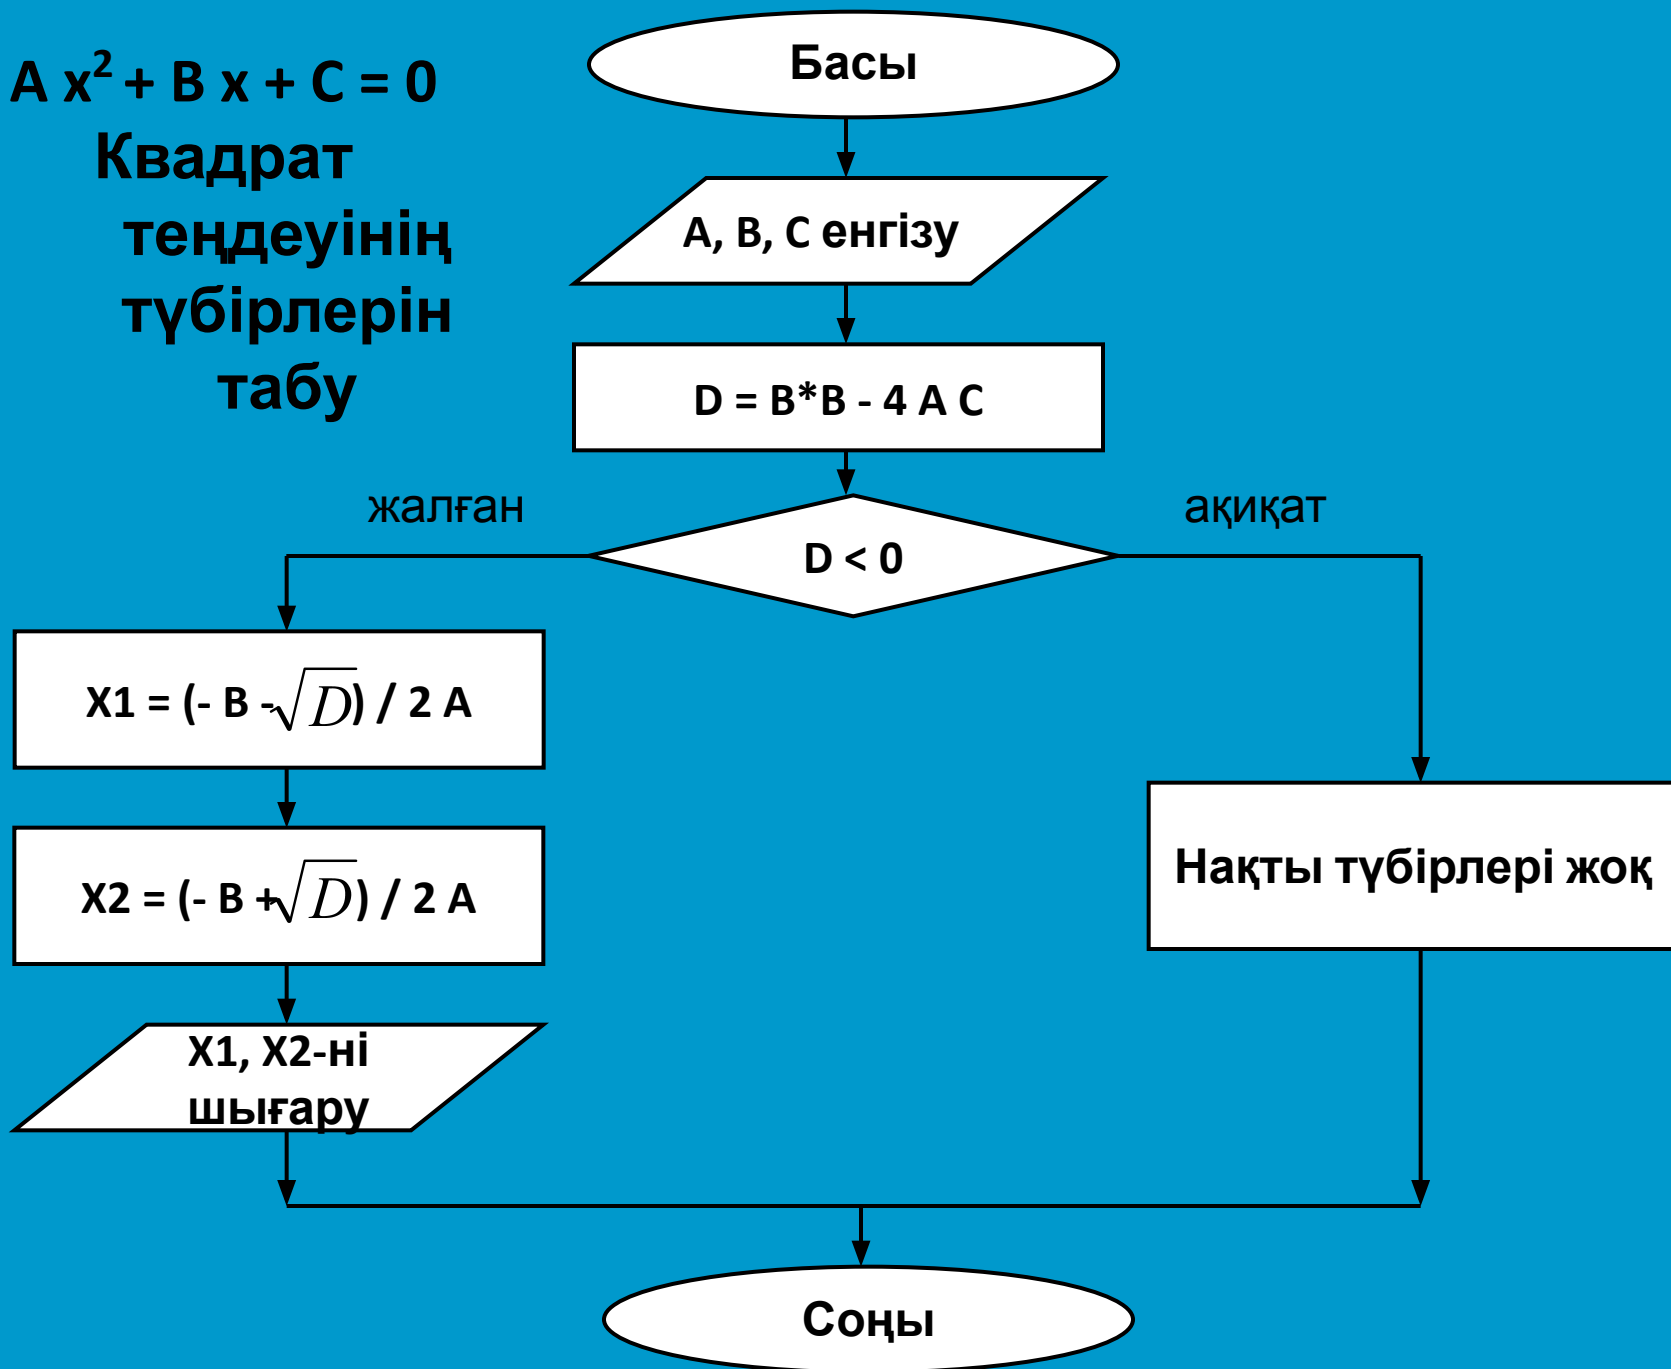 A x² + B x + C = 0
Квадрат
теңдеуінің
түбірлерін
табу
Басы
A, B, C енгізу
D = B*B - 4 A C
жалған
ақиқат
D < 0
X1 = (- B -√D) / 2 A
X2 = (- B +√D) / 2 A
Нақты түбірлері жоқ
X1, X2-ні
шығару
Соңы